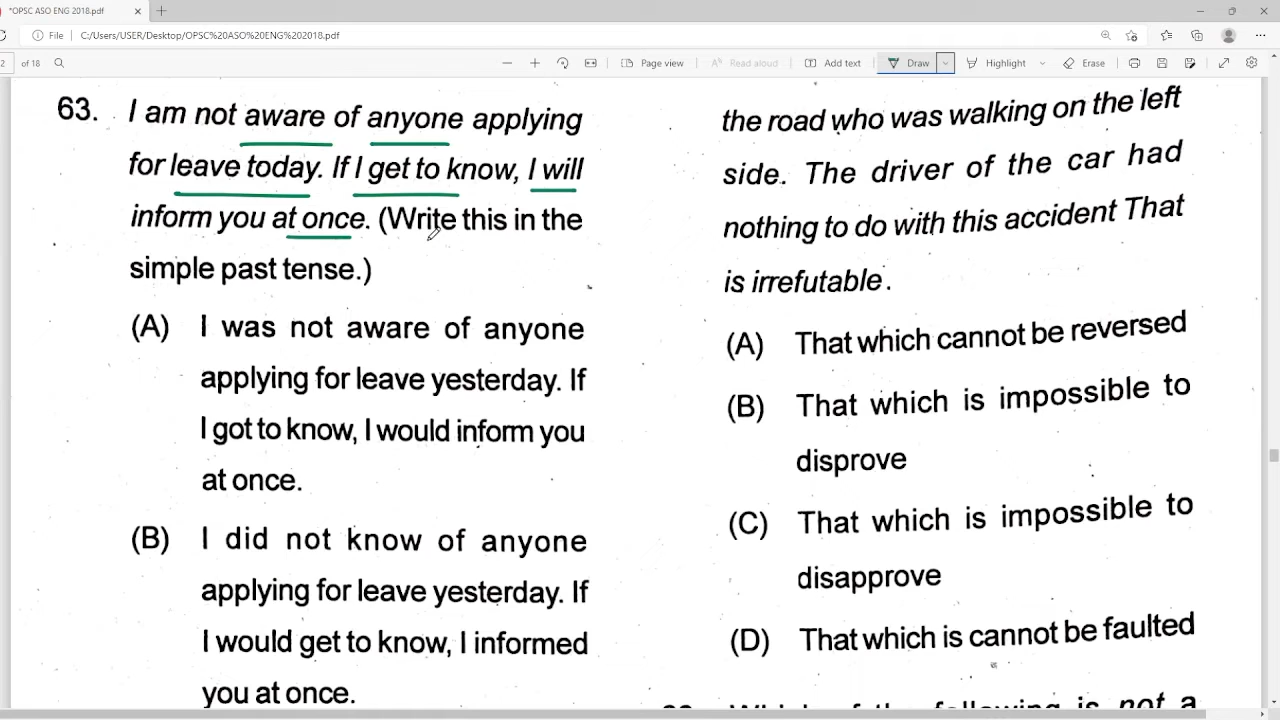 *OPSC ASO ENG 2018.pdf
File C:/Users/USER/Desktop/OPSC%20ASO%20ENG%202018.pdf
2 of 18 Page view Read aloud Add text Draw Highlight Erase
63. I am not aware of anyone applying
for leave today. If I get to know, I will
inform you at once. (Write this in the
simple past tense.)
(A) I was not aware of anyone
applying for leave yesterday. If
I got to know, I would inform you
at once.
(B) I did not know of anyone
applying for leave yesterday. If
I would get to know, I informed
you at once.
the road who was walking on the left
side. The driver of the car had
nothing to do with this accident That
is irrefutable.
(A) That which cannot be reversed
(B) That which is impossible to
disprove
(C) That which is impossible to
disapprove
(D) That which is cannot be faulted
Which of the following is not a